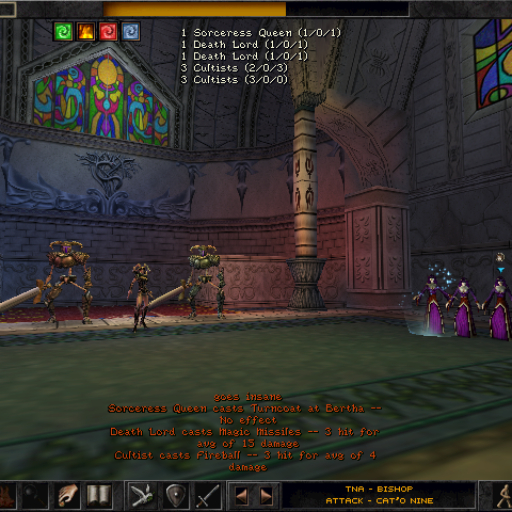 1 Sorceress Queen (1/0/1)
1 Death Lord (1/0/1)
1 Death Lord (1/0/1)
3 Cultists (2/0/3)
3 Cultists (3/0/0)
goes Insane
Sorceress Queen casts Turncoat at Bertha --
No effect
Death Lord casts Magic Missiles -- 3 hit for
avg of 15 damage
Cultist casts Fireball -- 3 hit for avg of 4
damage
TNA - BISHOP
ATTACK - CAT'O NINE